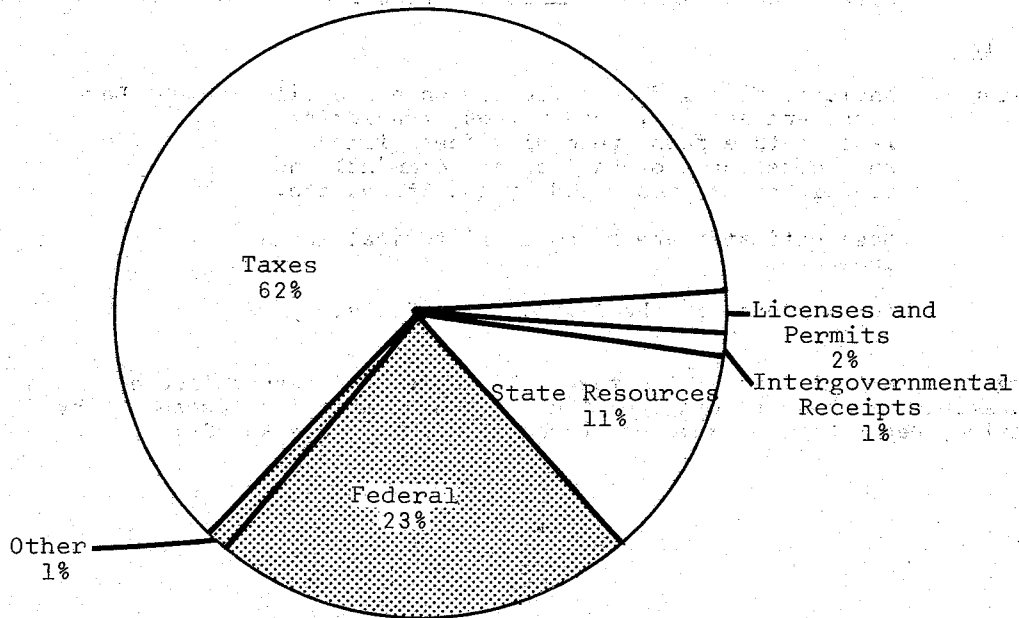 Taxes
62%
Licenses and
Permits
2%
Intergovernmental
Receipts
1%
State Resources
11%
Federal
23%
Other
1%